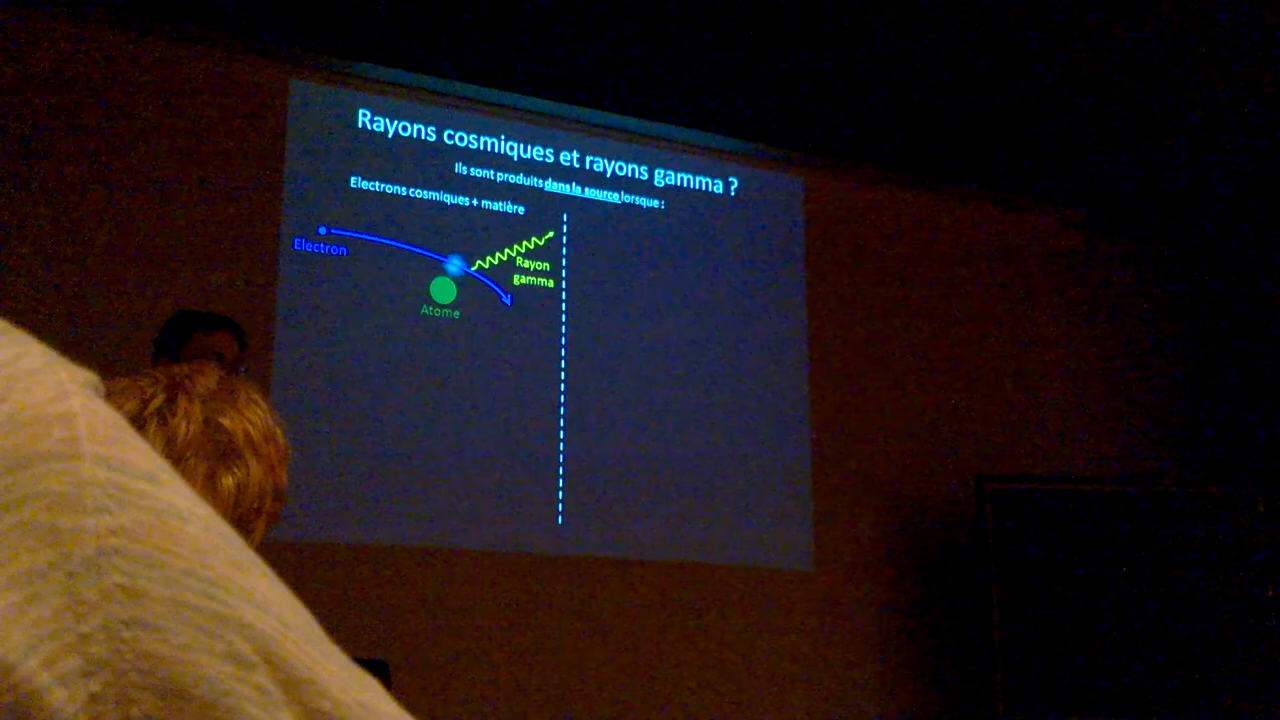 Rayons cosmiques et rayons gamma ?
Ils sont produits dans la source lorsque :
Electrons cosmiques + matière
Electron
Rayon
gamma
Atome